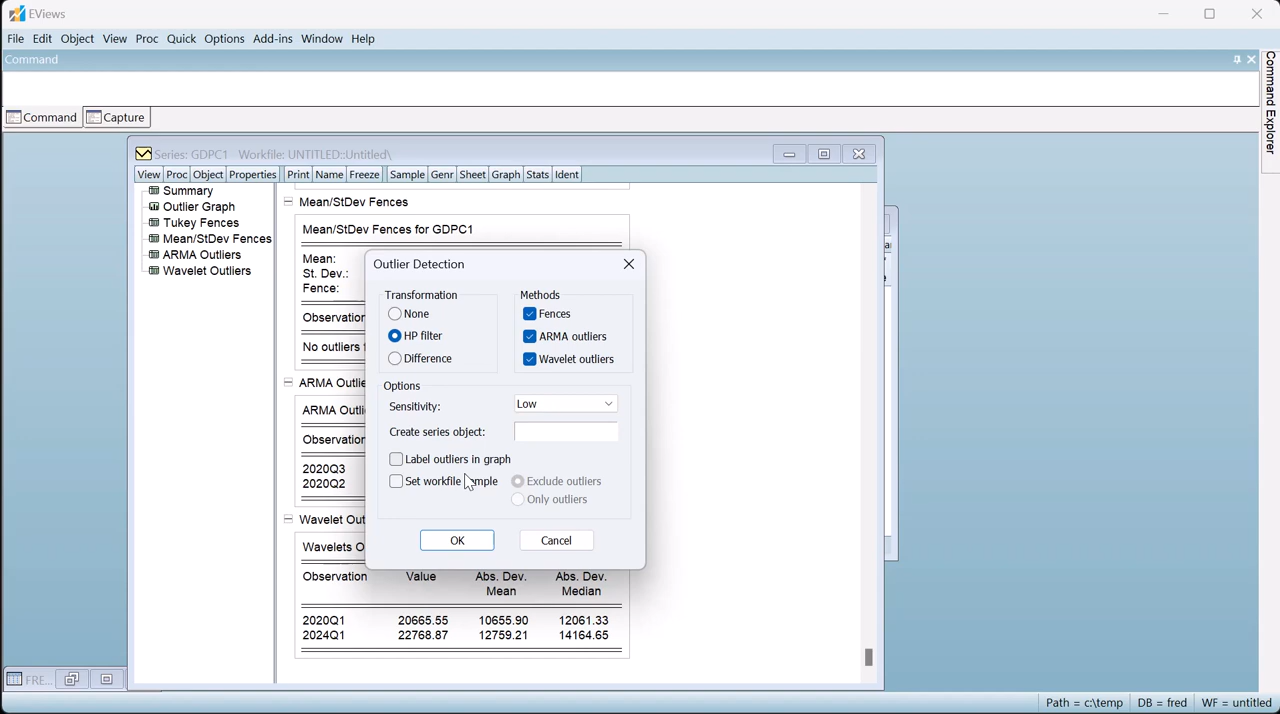 EViews
File Edit Object View Proc Quick Options Add-ins Window Help
Command
Command Capture
Command Explorer
Series: GDPC1 Workfile: UNTITLED::Untitled\
View Proc Object Properties Print Name Freeze Sample Genr Sheet Graph Stats Ident
Summary
Outlier Graph
Tukey Fences
Mean/StDev Fences
ARMA Outliers
Wavelet Outliers
Mean/StDev Fences
Mean/StDev Fences for GDPC1
Mean:
St. Dev.:
Fence:
Observation
No outliers
ARMA Outlie
ARMA Outli
Observation
2020Q3
2020Q2
Wavelet Out
Wavelets O
Observation Value Abs. Dev. Abs. Dev.
Mean Median
2020Q1 20665.55 10655.90 12061.33
2024Q1 22768.87 12759.21 14164.65
Outlier Detection
Transformation
None
HP filter
Difference
Methods
Fences
ARMA outliers
Wavelet outliers
Options
Sensitivity: Low
Create series object:
Label outliers in graph
Set workfile Exclude outliers
Only outliers
OK Cancel
FRE...
Path = c:\temp DB = fred WF = untitled